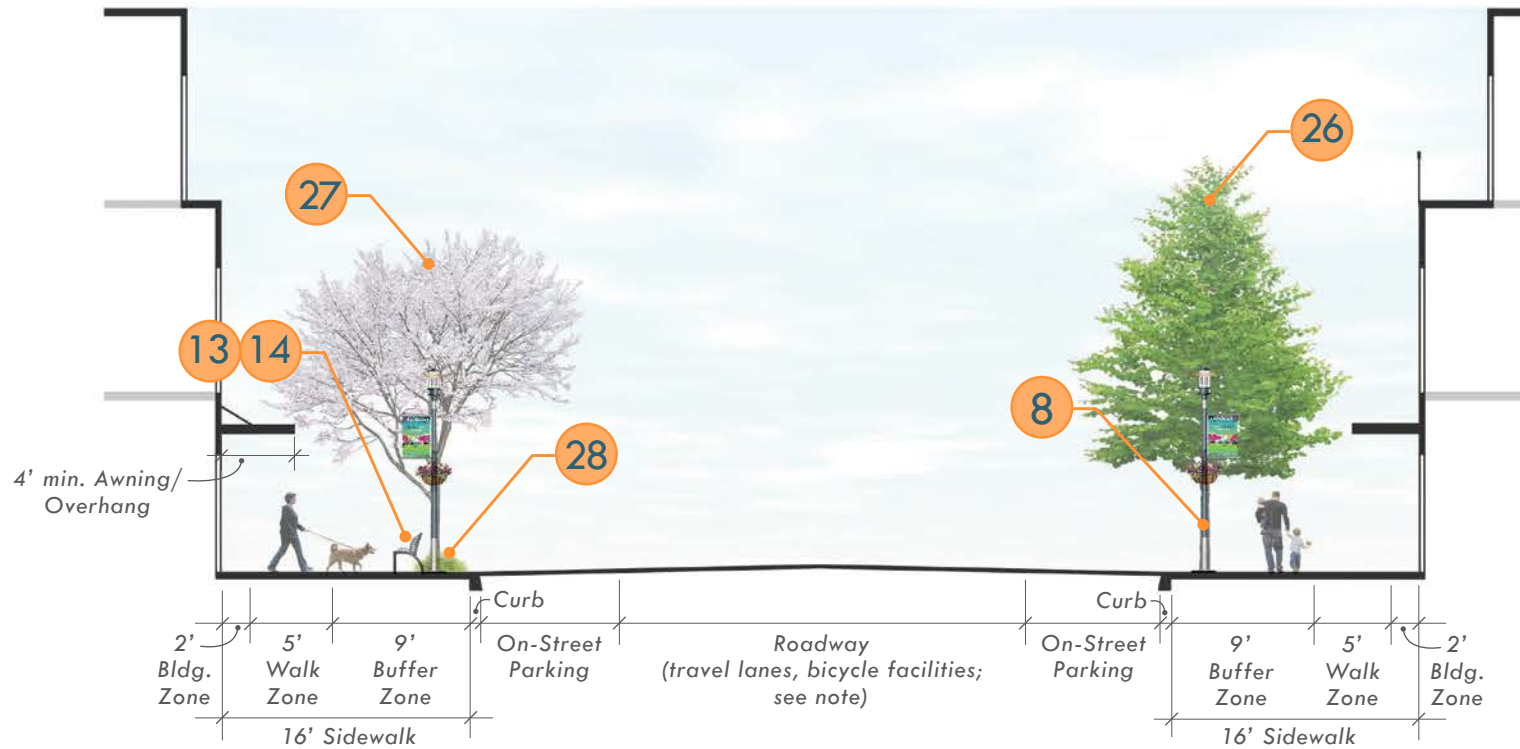 26
27
13
14
8
28
4’ min. Awning/
Overhang
Curb
Curb
2’
Bldg.
Zone
5’
Walk
Zone
9’
Buffer
Zone
On-Street
Parking
Roadway
(travel lanes, bicycle facilities;
see note)
On-Street
Parking
9’
Buffer
Zone
5’
Walk
Zone
2’
Bldg.
Zone
16’ Sidewalk
16’ Sidewalk